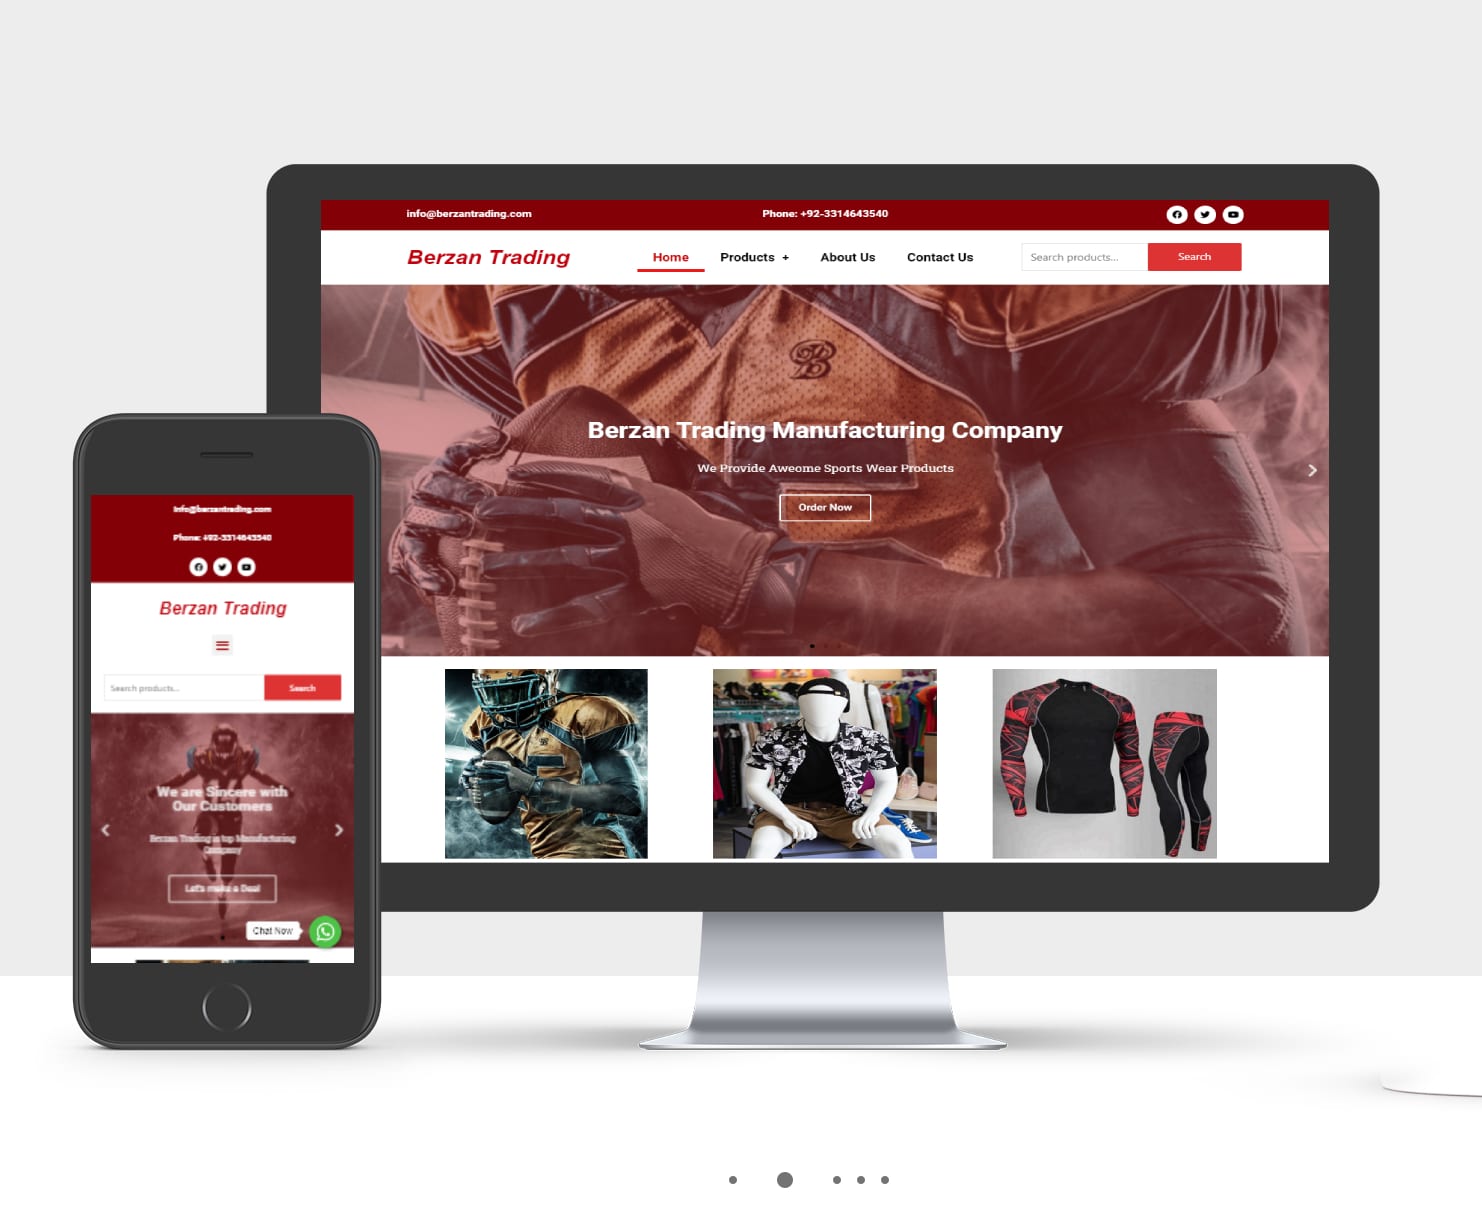 info@berzantrading.com
Phone: +92-3314643540
Berzan Trading
Home
Products +
About Us
Contact Us
Search products...
Search
B
Berzan Trading Manufacturing Company
We Provide Aweome Sports Wear Products
Order Now
Info@berzantrading.com
Phone: +92-3314643540
Berzan Trading
Search products...
Search
We are Sincere with
Our Customers
Berzan Trading is top Manufacturing
Company
Let's make a Deal
Chat Now